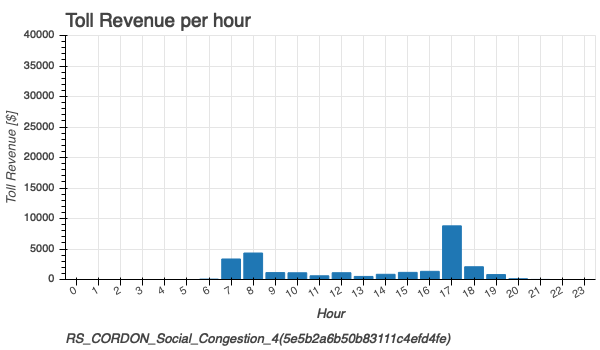 Toll Revenue per hour
40000
35000
30000
25000
20000
15000
10000
5000
0
Toll Revenue [$]
0 1 2 3 4 5 6 7 8 9 10 11 12 13 14 15 16 17 18 19 20 21 22 23
Hour
RS_CORDON_Social_Congestion_4(5e5b2a6b50b83111c4efd4fe)